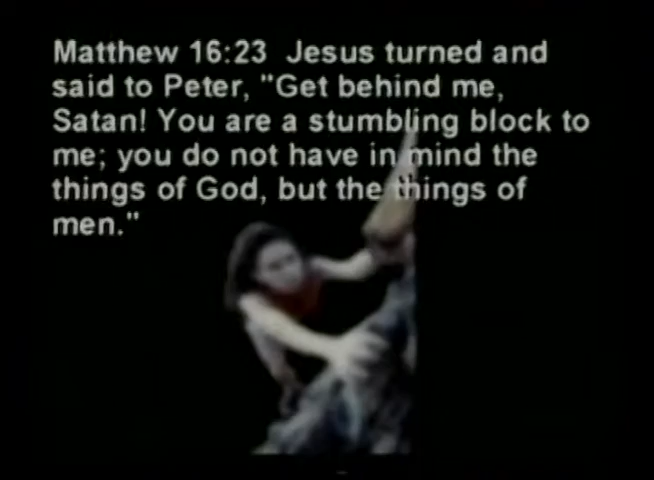 Matthew 16:23  Jesus turned and
said to Peter, "Get behind me,
Satan! You are a stumbling block to
me; you do not have in mind the
things of God, but the things of
men."